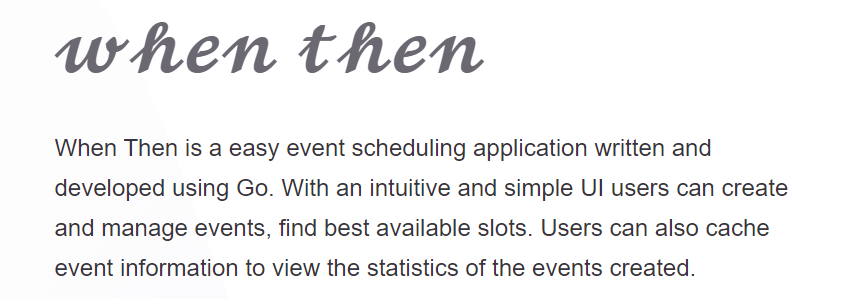 when then
When Then is a easy event scheduling application written and
developed using Go. With an intuitive and simple UI users can create
and manage events, find best available slots. Users can also cache
event information to view the statistics of the events created.